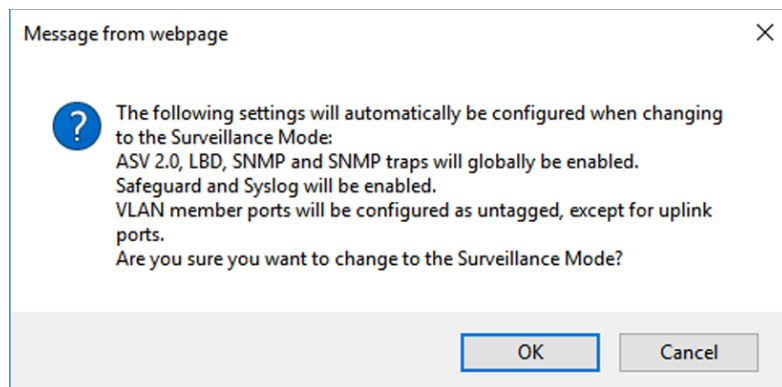 Message from webpage
The following settings will automatically be configured when changing
to the Surveillance Mode:
ASV 2.0, LBD, SNMP and SNMP traps will globally be enabled.
Safeguard and Syslog will be enabled.
VLAN member ports will be configured as untagged, except for uplink
ports.
Are you sure you want to change to the Surveillance Mode?
OK
Cancel